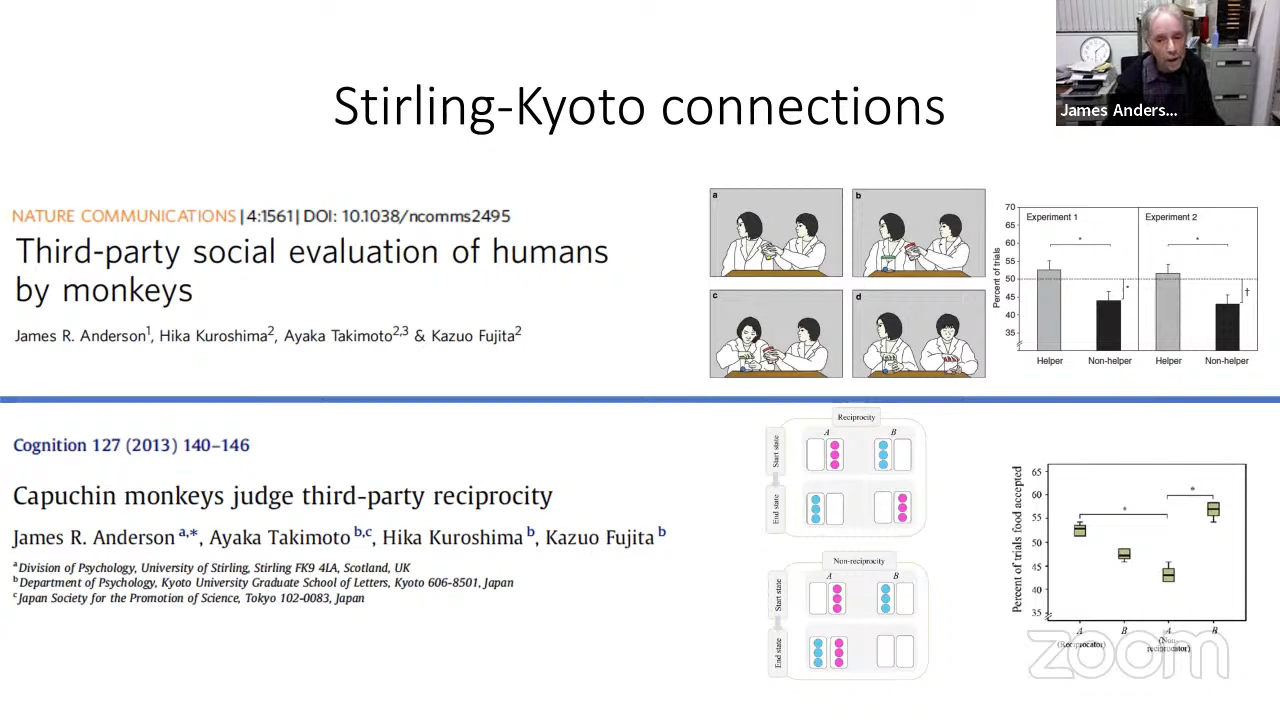 Stirling-Kyoto connections
James Anders...
NATURE COMMUNICATIONS | 4:1561 | DOI: 10.1038/ncomms2495
Third-party social evaluation of humans
by monkeys
James R. Anderson1, Hika Kuroshima2, Ayaka Takimoto2,3 & Kazuo Fujita2
a
b
c
d
Percent of trials
70
65
60
55
50
45
40
35
Experiment 1
Experiment 2
*
*
*
†
Helper
Non-helper
Helper
Non-helper
Cognition 127 (2013) 140–146
Capuchin monkeys judge third-party reciprocity
James R. Anderson a,*, Ayaka Takimoto b,c, Hika Kuroshima b, Kazuo Fujita b
a Division of Psychology, University of Stirling, Stirling FK9 4LA, Scotland, UK
b Department of Psychology, Kyoto University Graduate School of Letters, Kyoto 606-8501, Japan
c Japan Society for the Promotion of Science, Tokyo 102-0083, Japan
Reciprocity
A
B
Start state
End state
Non-reciprocity
A
B
Start state
End state
Percent of trials food accepted
65
60
55
50
45
40
35
*
*
A
B
A
B
(Reciprocator)
(Non-
reciprocator)
zoom